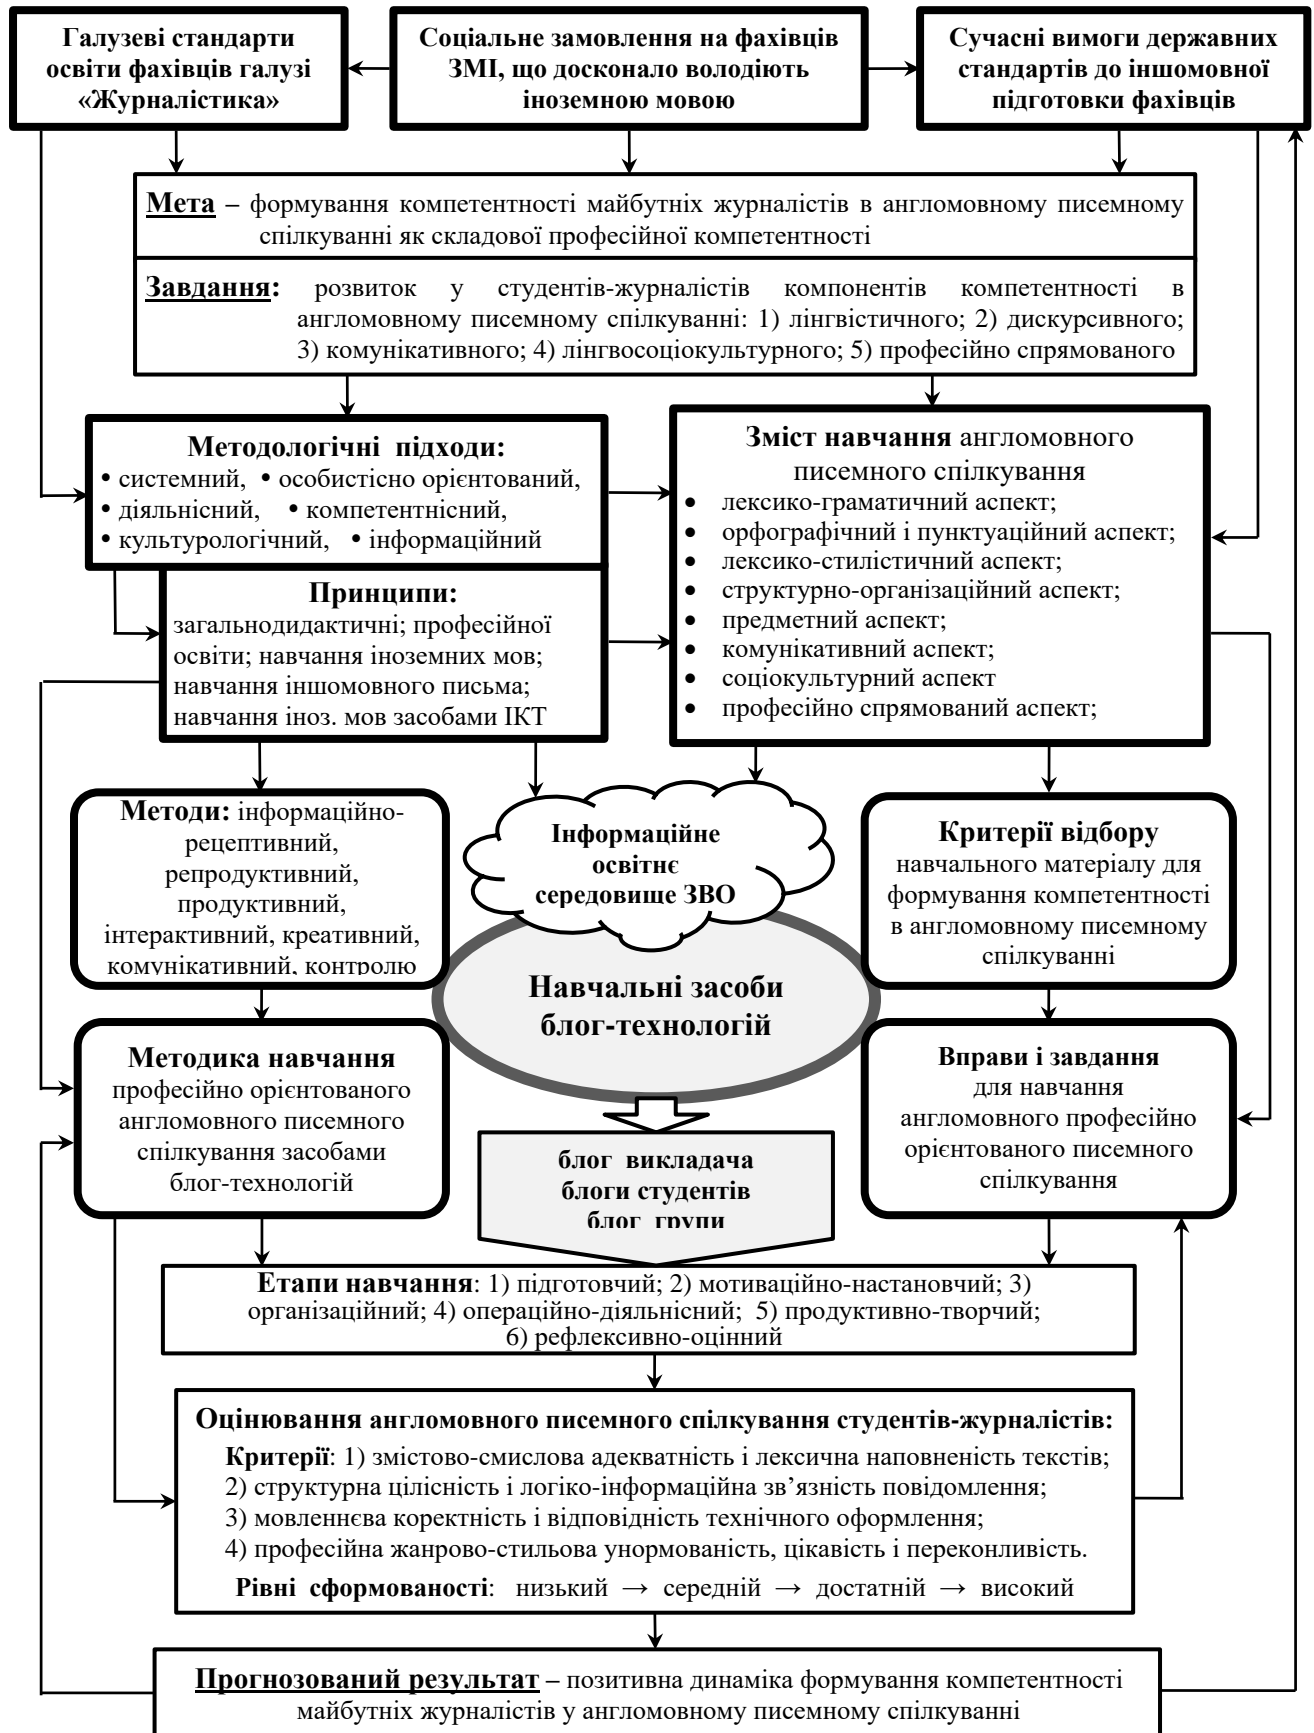 Галузеві стандарти
освіти фахівців галузі
«Журналістика»
Соціальне замовлення на фахівців
ЗМІ, що досконало володіють
іноземною мовою
Сучасні вимоги державних
стандартів до іншомовної
підготовки фахівців
Мета – формування компетентності майбутніх журналістів в англомовному писемному
спілкуванні як складової професійної компетентності
Завдання: розвиток у студентів-журналістів компонентів компетентності в
англомовному писемному спілкуванні: 1) лінгвістичного; 2) дискурсивного;
3) комунікативного; 4) лінгвосоціокультурного; 5) професійно спрямованого
Методологічні підходи:
• системний, • особистісно орієнтований,
• діяльнісний, • компетентнісний,
• культурологічний, • інформаційний
Принципи:
загальнодидактичні; професійної
освіти; навчання іноземних мов;
навчання іншомовного письма;
навчання іноз. мов засобами ІКТ
Зміст навчання англомовного
писемного спілкування
• лексико-граматичний аспект;
• орфографічний і пунктуаційний аспект;
• лексико-стилістичний аспект;
• структурно-організаційний аспект;
• предметний аспект;
• комунікативний аспект;
• соціокультурний аспект
• професійно спрямований аспект;
Методи: інформаційно-
рецептивний,
репродуктивний,
продуктивний,
інтерактивний, креативний,
комунікативний, контролю
Інформаційне
освітнє
середовище ЗВО
Критерії відбору
навчального матеріалу для
формування компетентності
в англомовному писемному
спілкуванні
Навчальні засоби
блог-технологій
Методика навчання
професійно орієнтованого
англомовного писемного
спілкування засобами
блог-технологій
Вправи і завдання
для навчання
англомовного професійно
орієнтованого писемного
спілкування
блог викладача
блоги студентів
блог групи
Етапи навчання: 1) підготовчий; 2) мотиваційно-настановчий; 3)
організаційний; 4) операційно-діяльнісний; 5) продуктивно-творчий;
6) рефлексивно-оцінний
Оцінювання англомовного писемного спілкування студентів-журналістів:
Критерії: 1) змістово-смислова адекватність і лексична наповненість текстів;
2) структурна цілісність і логіко-інформаційна зв’язність повідомлення;
3) мовленнєва коректність і відповідність технічного оформлення;
4) професійна жанрово-стильова унормованість, цікавість і переконливість.
Рівні сформованості: низький → середній → достатній → високий
Прогнозований результат – позитивна динаміка формування компетентності
майбутніх журналістів у англомовному писемному спілкуванні